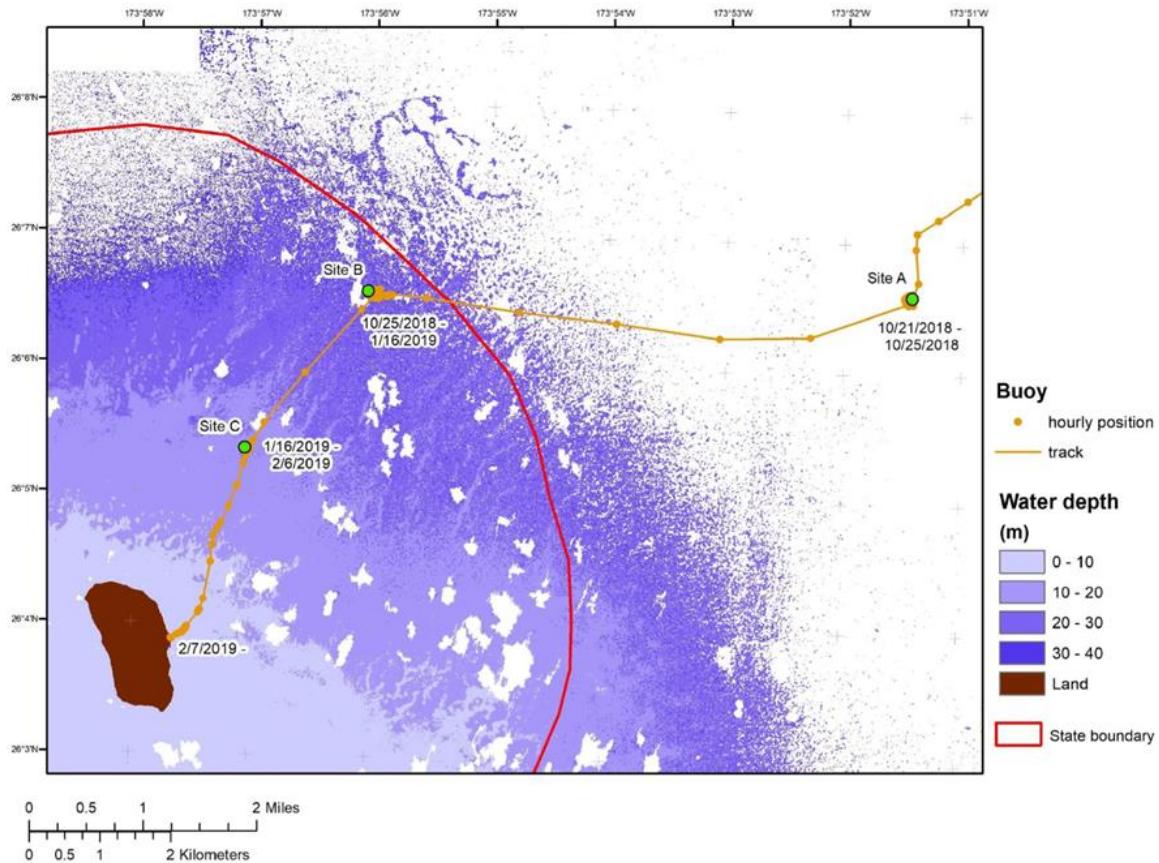 173°58'W 173°57'W 173°56'W 173°55'W 173°54'W 173°53'W 173°52'W 173°51'W
26°8'N
26°7'N
26°6'N
26°5'N
26°4'N
26°3'N
Site B
10/25/2018 -
1/16/2019
Site A
10/21/2018 -
10/25/2018
Site C
1/16/2019 -
2/6/2019
2/7/2019 -
Buoy
hourly position
track
Water depth
(m)
0 - 10
10 - 20
20 - 30
30 - 40
Land
State boundary
0 0.5 1 2 Miles
0 0.5 1 2 Kilometers